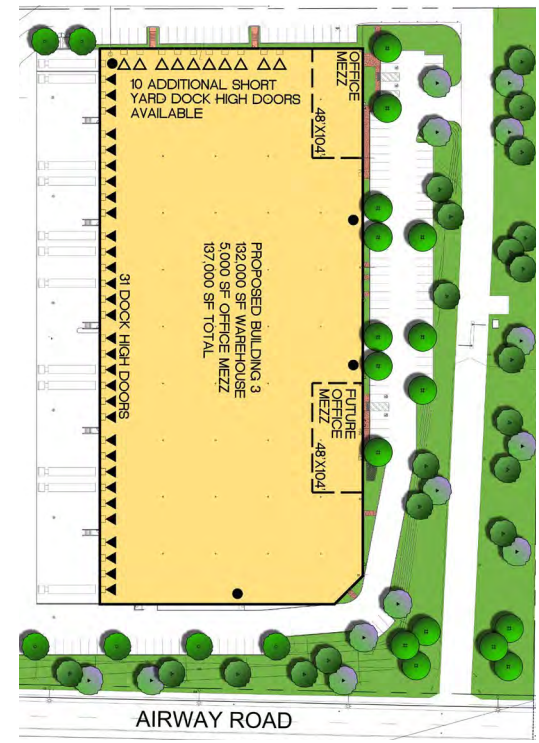 10 ADDITIONAL SHORT
YARD DOCK HIGH DOORS
AVAILABLE
OFFICE
MEZZ
48'X104'
PROPOSED BUILDING 3
132,000 SF WAREHOUSE
5,000 SF OFFICE MEZZ
137,000 SF TOTAL
31 DOCK HIGH DOORS
FUTURE
OFFICE
MEZZ
48'X104'
AIRWAY ROAD